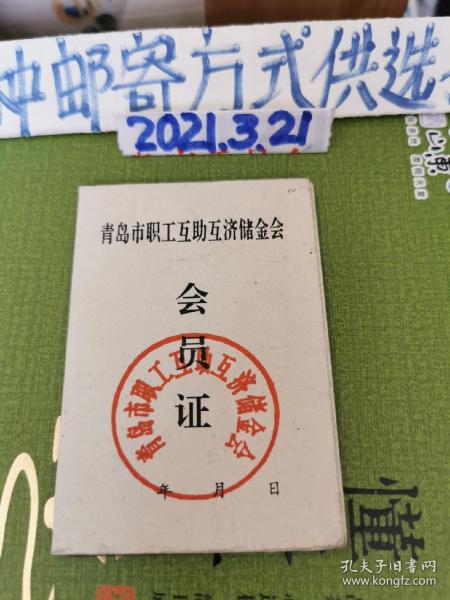 种邮寄方式供选
2021.3.21
青岛市职工互助互济储金会
会
员
证
青岛市职工互助互济储金会
年 月 日
懂
孔夫子旧书网
www.kongfz.com